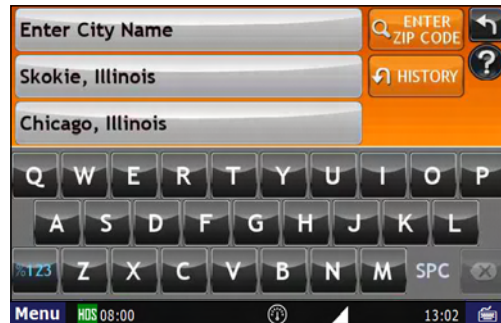 Enter City Name
ENTER
ZIP CODE
?
Skokie, Illinois
HISTORY
Chicago, Illinois
Q W E R T Y U I O P
A S D F G H J K L
%123 Z X C V B N M SPC
Menu HOS 08:00 13:02